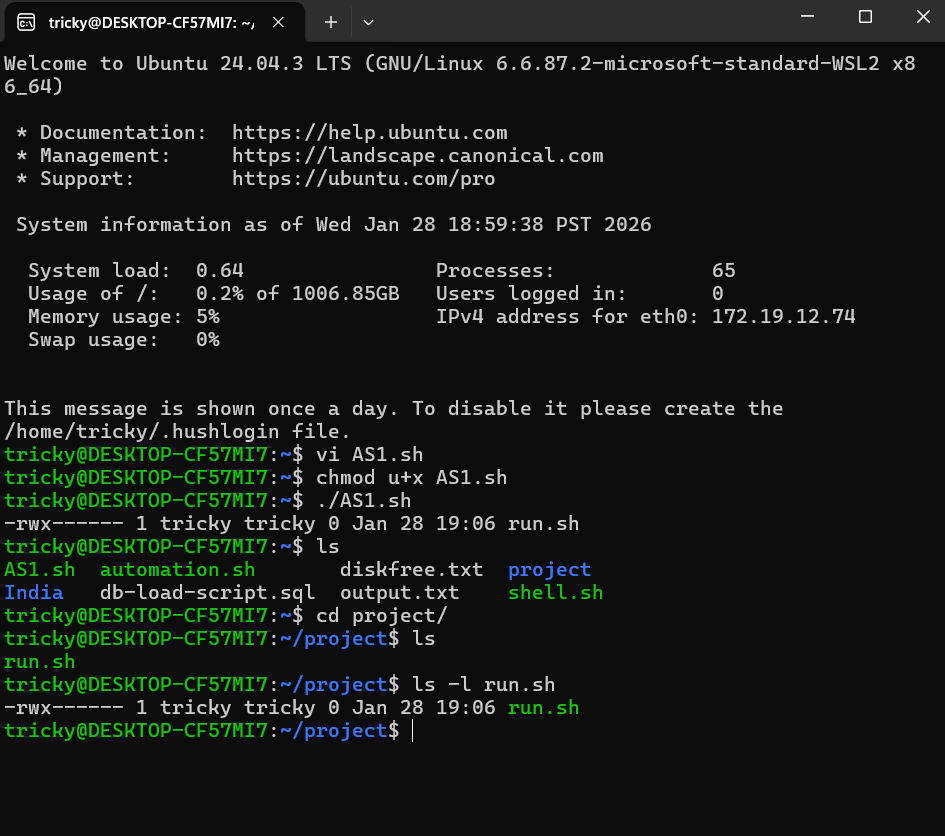 tricky@DESKTOP-CF57MI7: ~/
Welcome to Ubuntu 24.04.3 LTS (GNU/Linux 6.6.87.2-microsoft-standard-WSL2 x8
6_64)
* Documentation:  https://help.ubuntu.com
* Management:     https://landscape.canonical.com
* Support:        https://ubuntu.com/pro
System information as of Wed Jan 28 18:59:38 PST 2026
System load:  0.64                Processes:             65
Usage of /:   0.2% of 1006.85GB   Users logged in:       0
Memory usage: 5%                  IPv4 address for eth0: 172.19.12.74
Swap usage:   0%
This message is shown once a day. To disable it please create the
/home/tricky/.hushlogin file.
tricky@DESKTOP-CF57MI7:~$ vi AS1.sh
tricky@DESKTOP-CF57MI7:~$ chmod u+x AS1.sh
tricky@DESKTOP-CF57MI7:~$ ./AS1.sh
-rwx------ 1 tricky tricky 0 Jan 28 19:06 run.sh
tricky@DESKTOP-CF57MI7:~$ ls
AS1.sh  automation.sh       diskfree.txt  project
India   db-load-script.sql  output.txt    shell.sh
tricky@DESKTOP-CF57MI7:~$ cd project/
tricky@DESKTOP-CF57MI7:~/project$ ls
run.sh
tricky@DESKTOP-CF57MI7:~/project$ ls -l run.sh
-rwx------ 1 tricky tricky 0 Jan 28 19:06 run.sh
tricky@DESKTOP-CF57MI7:~/project$